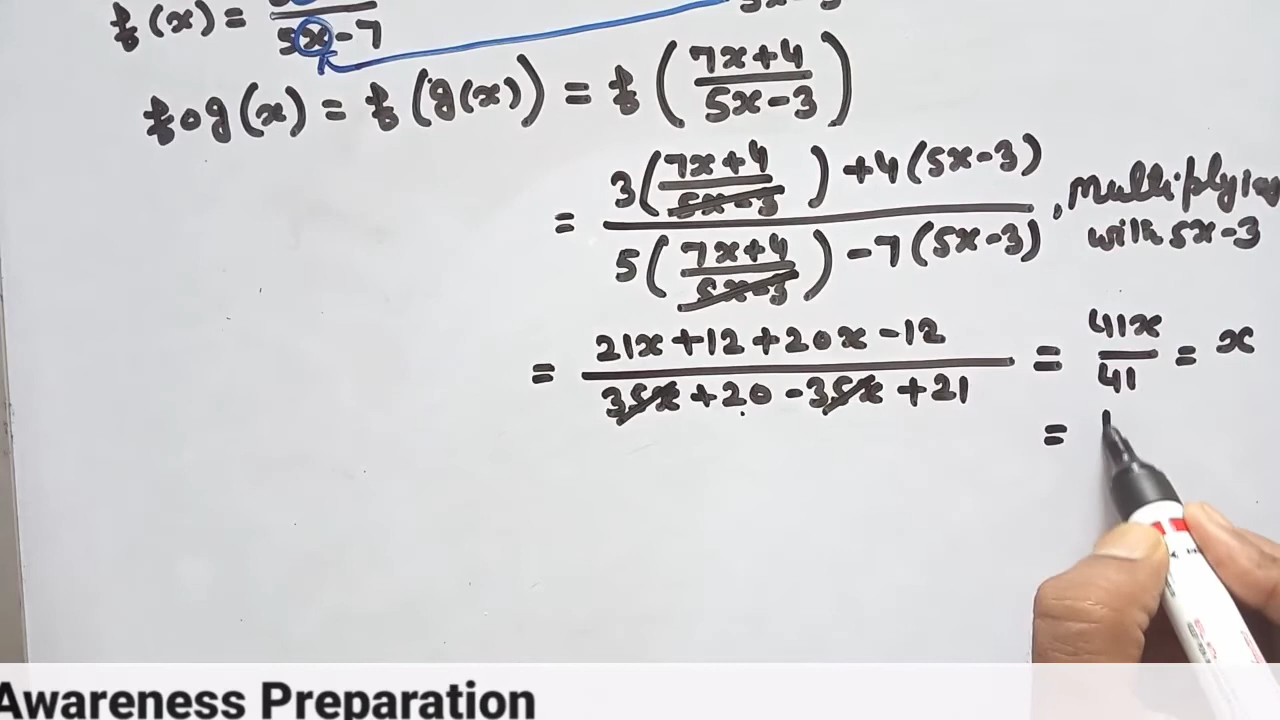 f(x) = 5x-7
fog(x) = f(g(x)) = f(7x+4/5x-3)
= 3(7x+4/5x-3)+4(5x-3) / 5(7x+4/5x-3)-7(5x-3), multiplying with 5x-3
= 21x+12+20x-12 / 35x+20-35x+21 = 41x/41 = x
=
Awareness Preparation